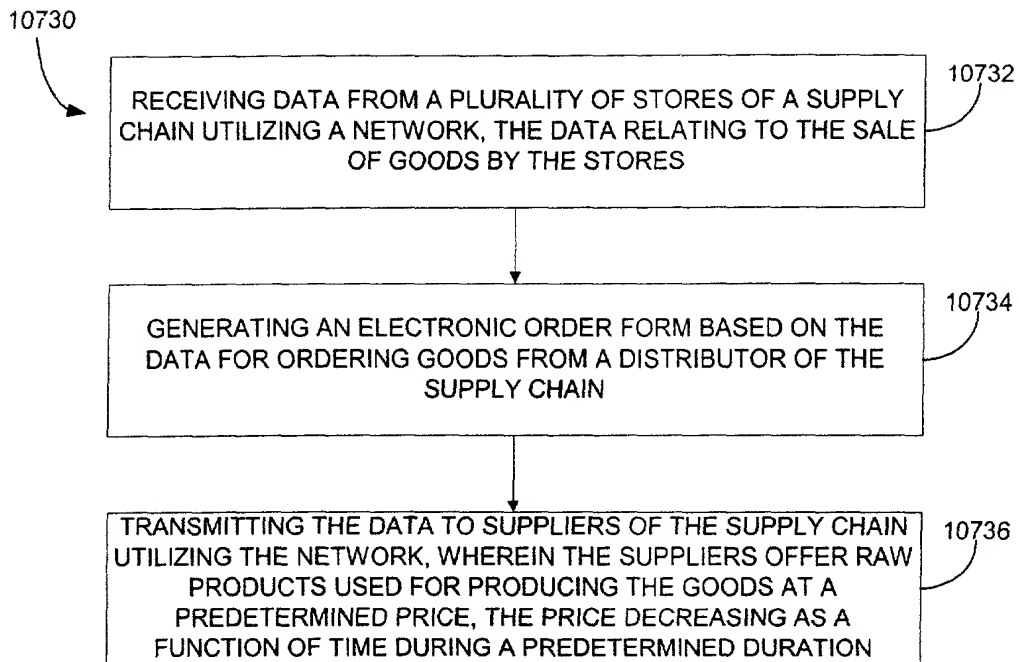 10730
10732
RECEIVING DATA FROM A PLURALITY OF STORES OF A SUPPLY
CHAIN UTILIZING A NETWORK, THE DATA RELATING TO THE SALE
OF GOODS BY THE STORES
10734
GENERATING AN ELECTRONIC ORDER FORM BASED ON THE
DATA FOR ORDERING GOODS FROM A DISTRIBUTOR OF THE
SUPPLY CHAIN
10736
TRANSMITTING THE DATA TO SUPPLIERS OF THE SUPPLY CHAIN
UTILIZING THE NETWORK, WHEREIN THE SUPPLIERS OFFER RAW
PRODUCTS USED FOR PRODUCING THE GOODS AT A
PREDETERMINED PRICE, THE PRICE DECREASING AS A
FUNCTION OF TIME DURING A PREDETERMINED DURATION